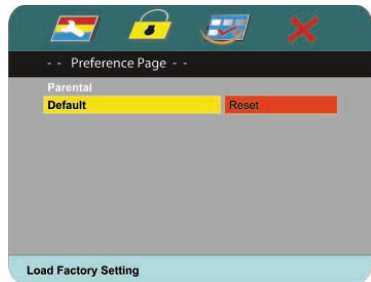 - - Preference Page - -
Parental
Default Reset
Load Factory Setting